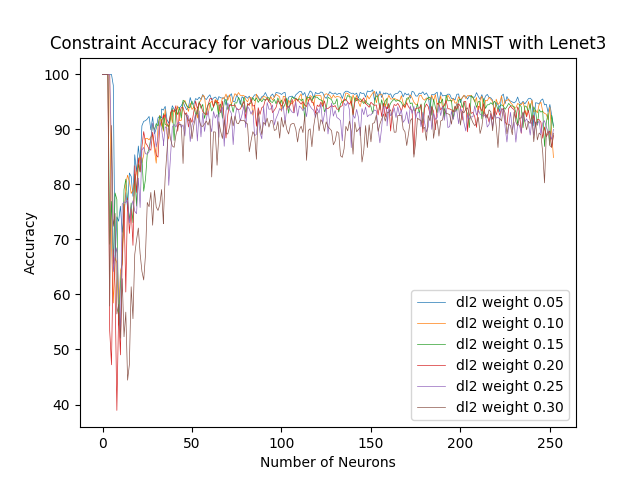 Constraint Accuracy for various DL2 weights on MNIST with Lenet3
100
90
80
70
60
50
40
Accuracy
0 50 100 150 200 250
Number of Neurons
dl2 weight 0.05
dl2 weight 0.10
dl2 weight 0.15
dl2 weight 0.20
dl2 weight 0.25
dl2 weight 0.30